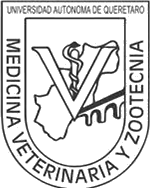 UNIVERSIDAD AUTONOMA DE QUERETARO
MEDICINA VETERINARIA Y ZOOTECNIA
V